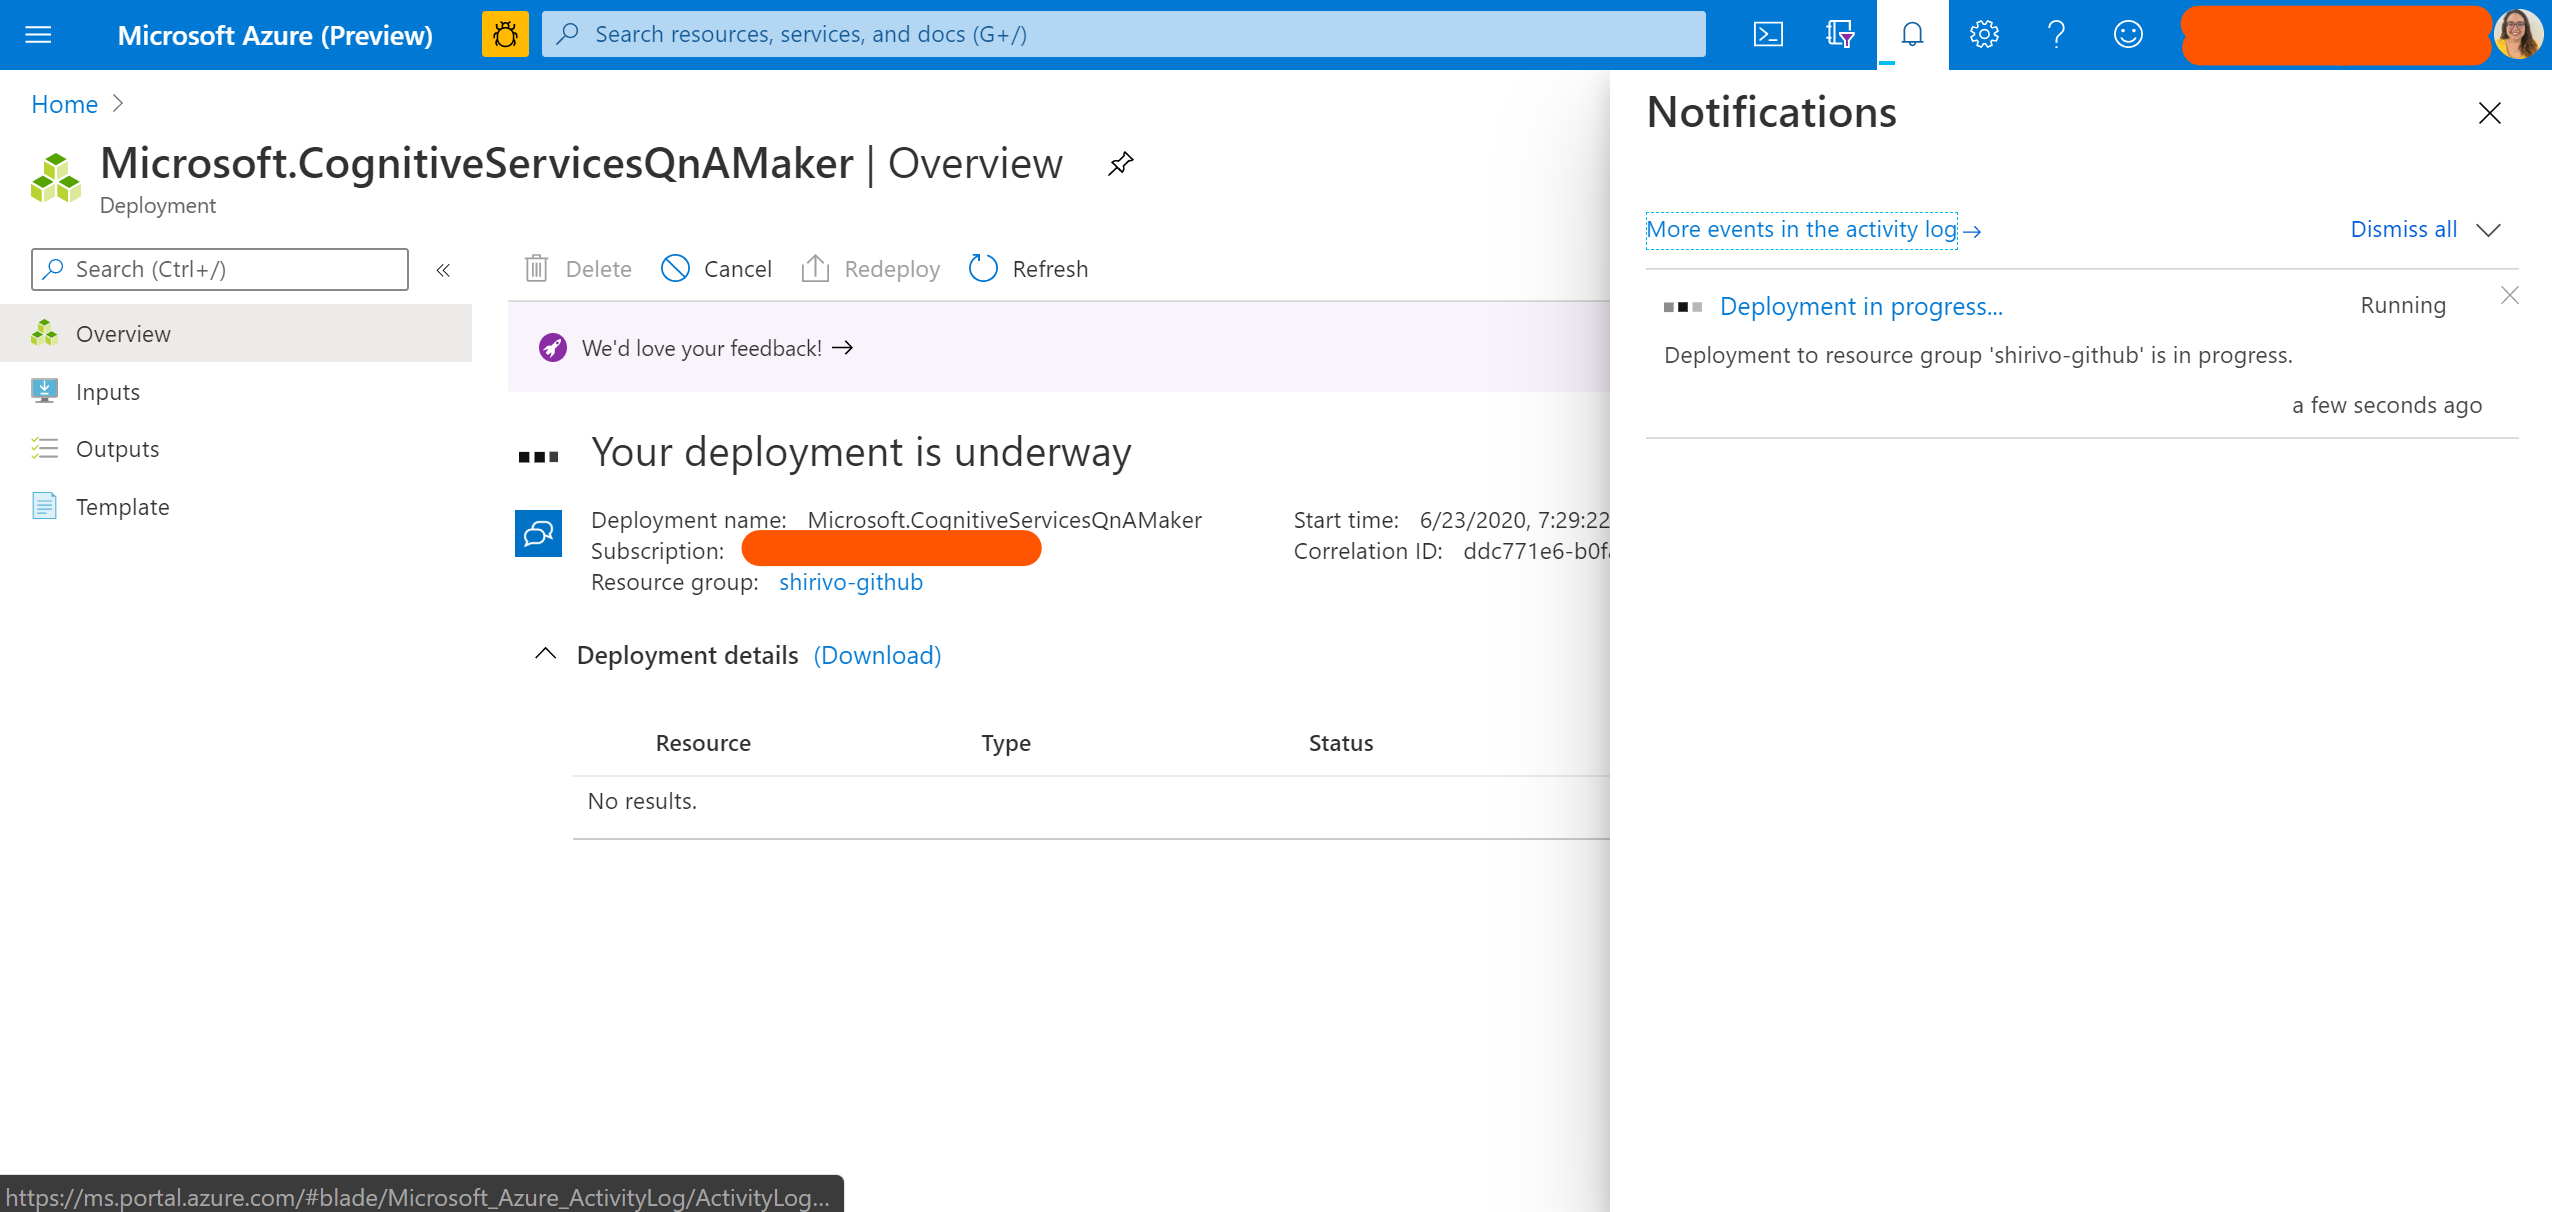 Microsoft Azure (Preview)
Search resources, services, and docs (G+/)
Home
Microsoft.CognitiveServicesQnAMaker | Overview
Deployment
Search (Ctrl+/)
«
Overview
Inputs
Outputs
Template
Delete
Cancel
Redeploy
Refresh
We'd love your feedback! →
Your deployment is underway
Deployment name: Microsoft.CognitiveServicesQnAMaker
Subscription:
Resource group: shirivo-github
Start time: 6/23/2020, 7:29:22
Correlation ID: ddc771e6-b0f
Deployment details (Download)
Resource Type Status
No results.
Notifications
More events in the activity log →
Dismiss all
Deployment in progress... Running
Deployment to resource group 'shirivo-github' is in progress.
a few seconds ago
https://ms.portal.azure.com/#blade/Microsoft_Azure_ActivityLog/ActivityLog...